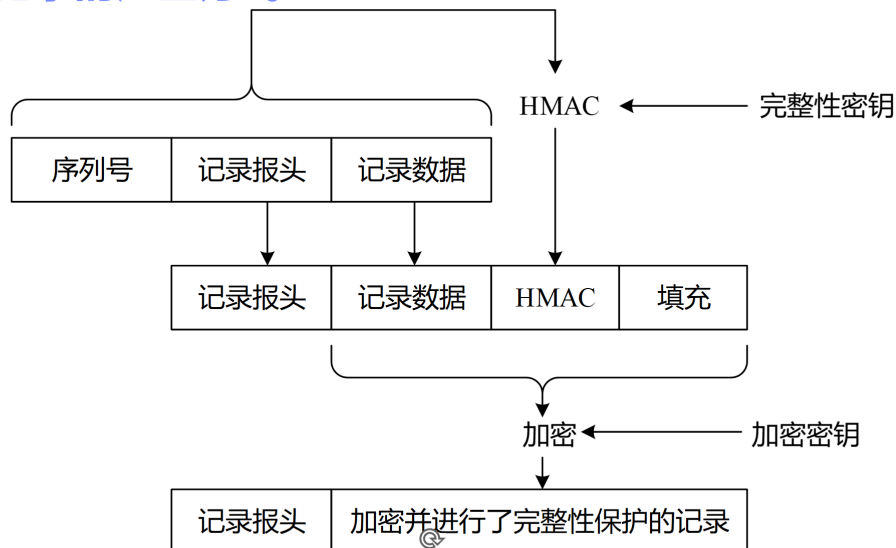 HMAC
完整性密钥
序列号 记录报头 记录数据
记录报头 记录数据 HMAC 填充
加密
加密密钥
记录报头 加密并进行了完整性保护的记录